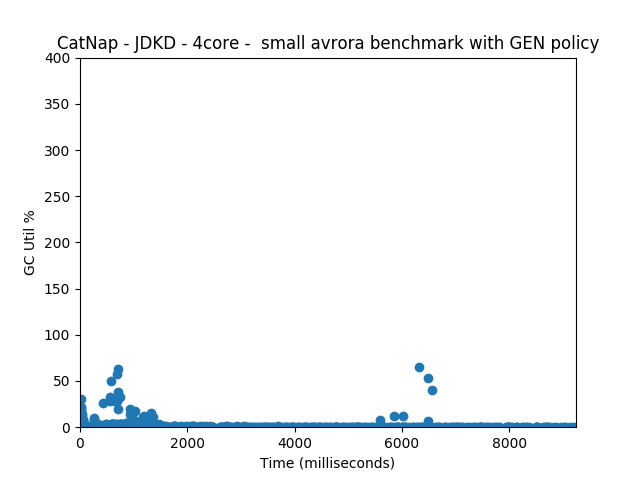 CatNap - JDKD - 4core -  small avrora benchmark with GEN policy
400
350
300
250
200
150
100
50
0
GC Util %
0 2000 4000 6000 8000
Time (milliseconds)